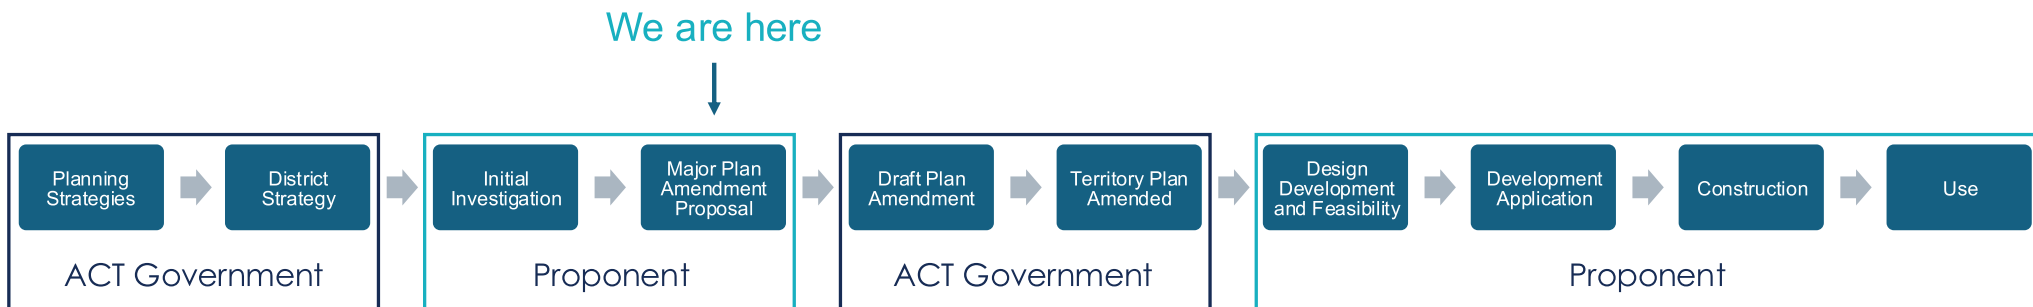 We are here
Planning
Strategies
District
Strategy
Initial
Investigation
Major Plan
Amendment
Proposal
Draft Plan
Amendment
Territory Plan
Amended
Design
Development
and Feasibility
Development
Application
Construction
Use
ACT Government
Proponent
ACT Government
Proponent